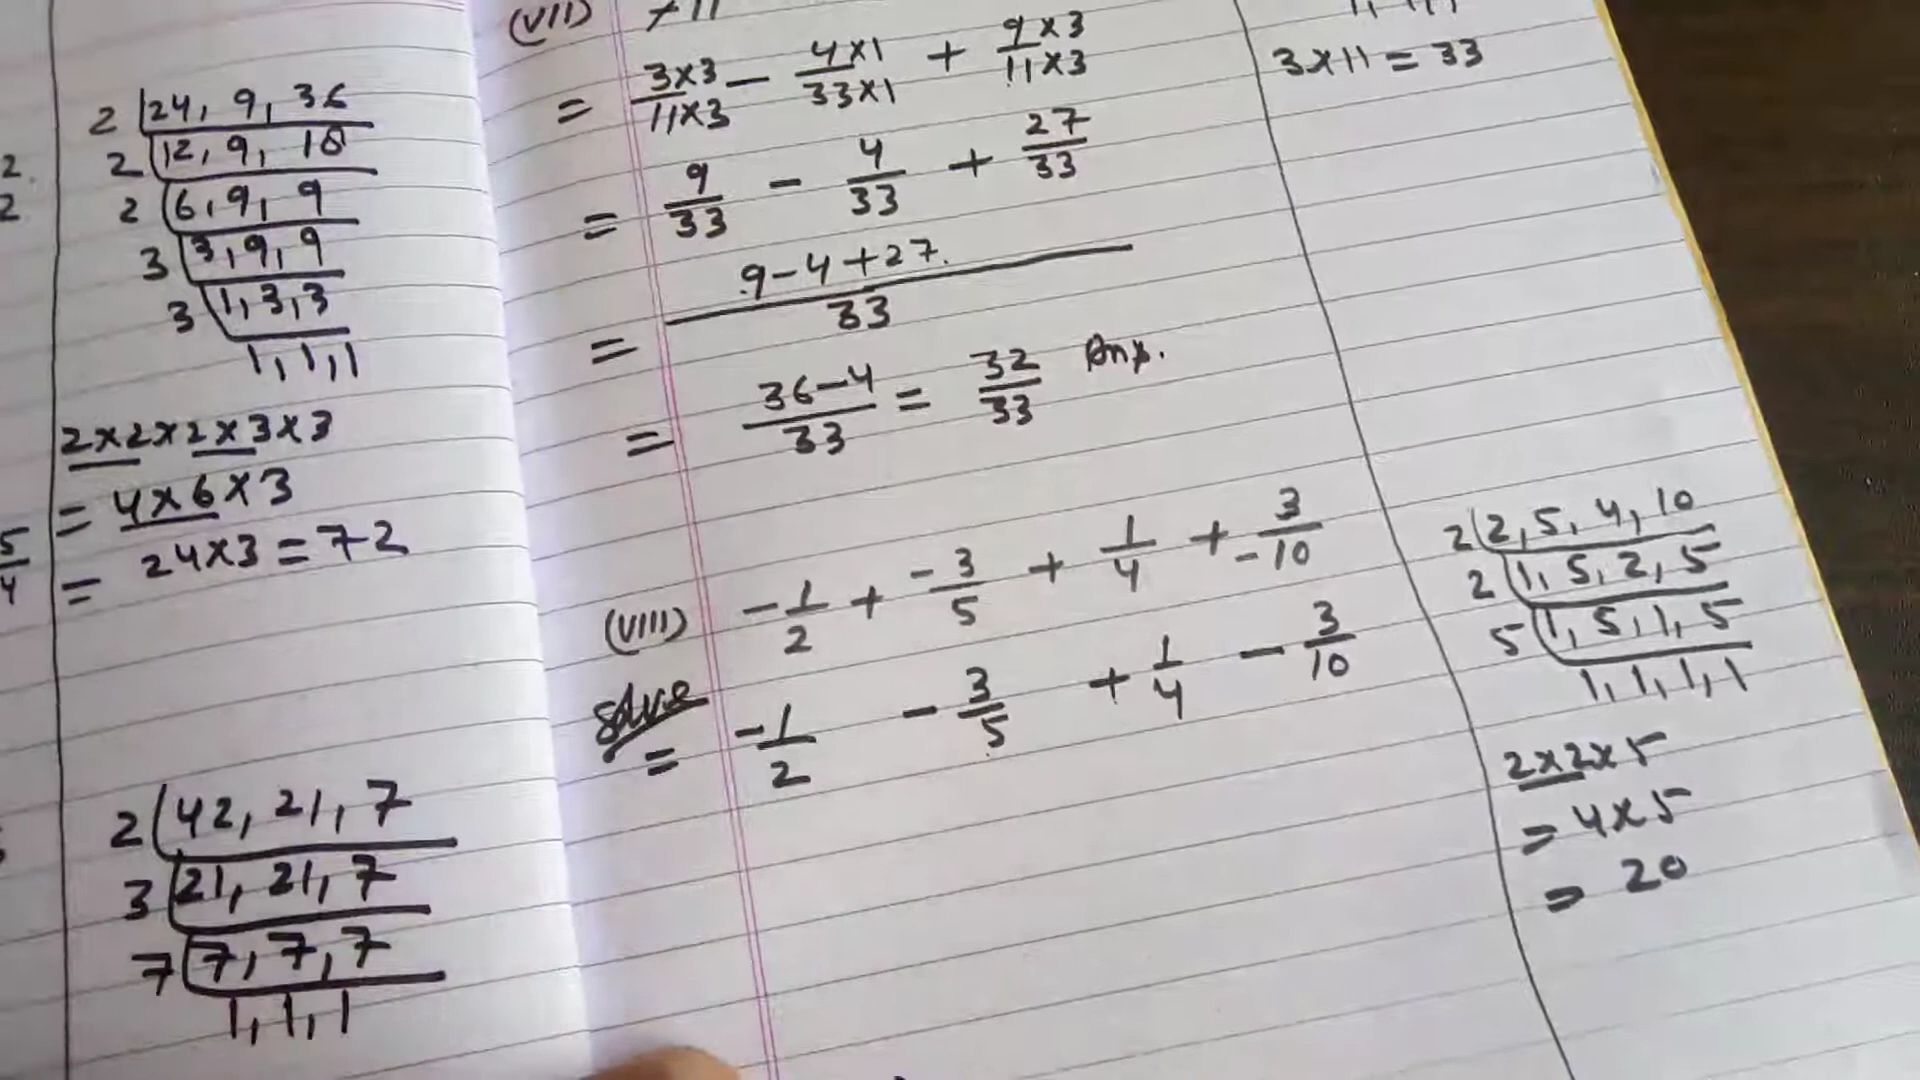 2 | 24, 9, 36
2 | 12, 9, 18
2 | 6, 9, 9
3 | 3, 9, 9
3 | 1, 3, 3
1, 1, 1
2×2×2×3×3
= 4×6×3
= 24×3 = 72
2 | 42, 21, 7
3 | 21, 21, 7
7 | 7, 7, 7
1, 1, 1
2.
2
5/4
(VII)
= 3×3/11×3 - 4×1/33×1 + 9×3/11×3
= 9/33 - 4/33 + 27/33
= 9-4+27/33
= 36-4/33 = 32/33 Ans.
(VIII) -1/2 + -3/5 + 1/4 + 3/-10
Solve
= -1/2 - 3/5 + 1/4 - 3/10
3×11 = 33
2 | 2, 5, 4, 10
2 | 1, 5, 2, 5
5 | 1, 5, 1, 5
1, 1, 1, 1
2×2×5
= 4×5
= 20